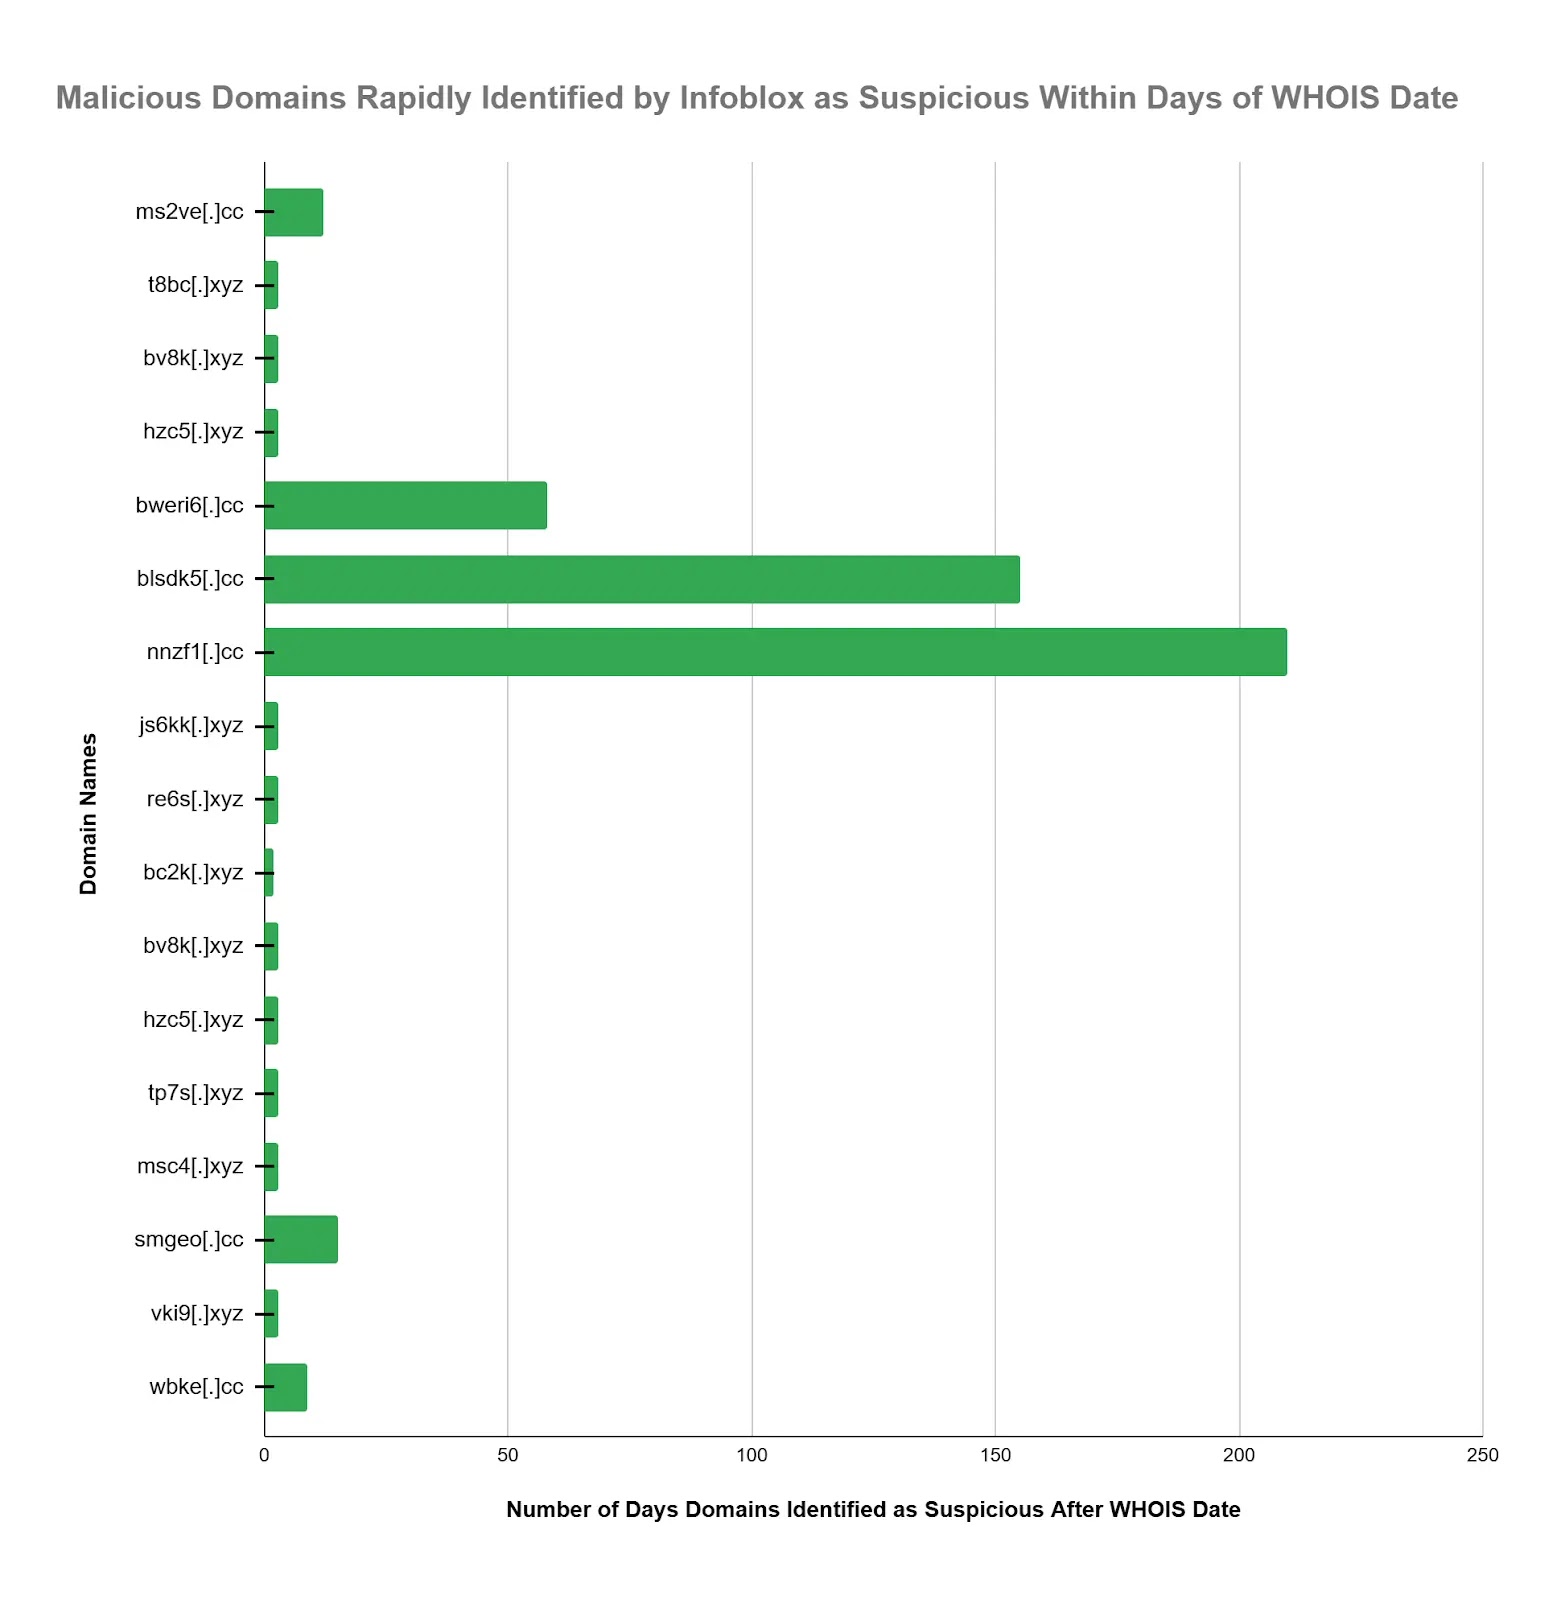 Malicious Domains Rapidly Identified by Infoblox as Suspicious Within Days of WHOIS Date
ms2ve[.]cc
t8bc[.]xyz
bv8k[.]xyz
hzc5[.]xyz
bweri6[.]cc
blsdk5[.]cc
nnzf1[.]cc
js6kk[.]xyz
re6s[.]xyz
bc2k[.]xyz
bv8k[.]xyz
hzc5[.]xyz
tp7s[.]xyz
msc4[.]xyz
smgeo[.]cc
vki9[.]xyz
wbke[.]cc
Domain Names
0 50 100 150 200 250
Number of Days Domains Identified as Suspicious After WHOIS Date